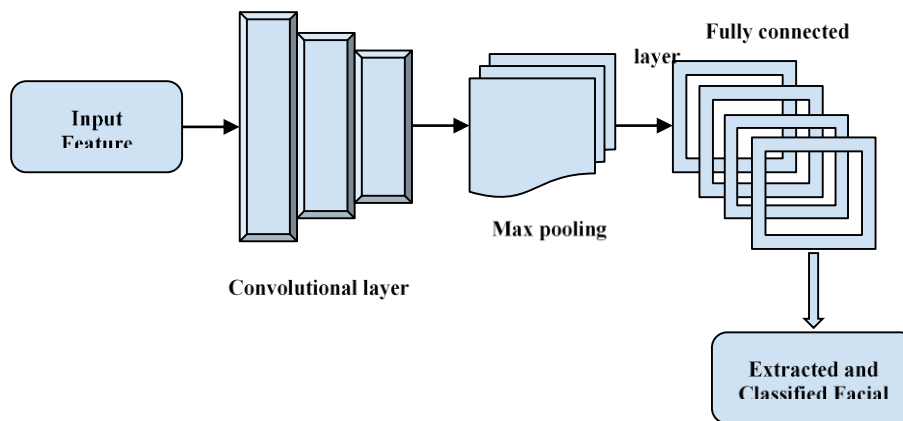 Input
Feature
Convolutional layer
Max pooling
Fully connected
layer
Extracted and
Classified Facial